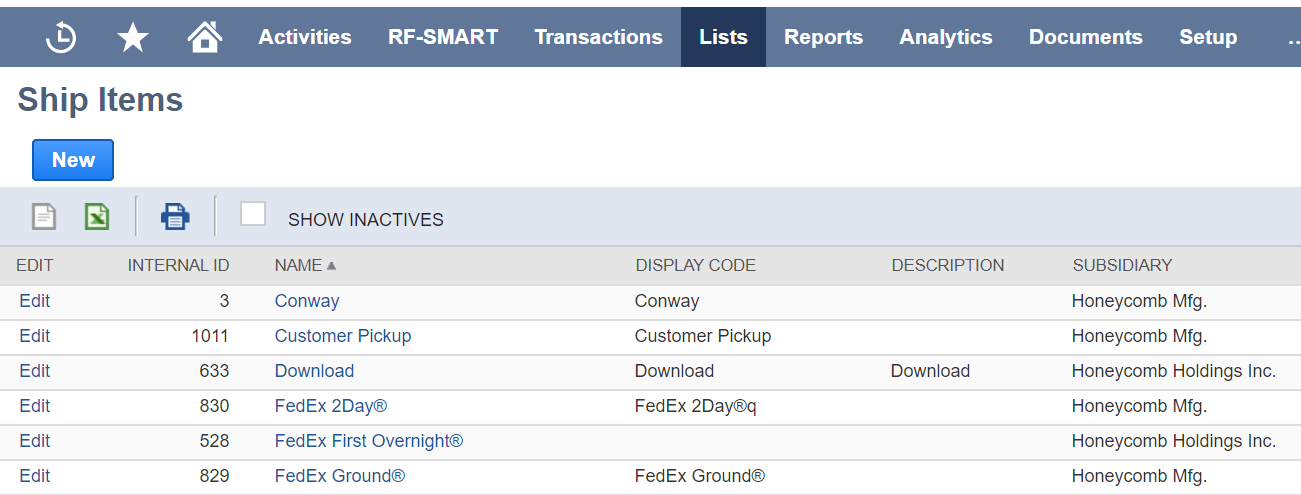 Activities RF-SMART Transactions Lists Reports Analytics Documents Setup ..
Ship Items
New
SHOW INACTIVES
EDIT INTERNAL ID NAME DISPLAY CODE DESCRIPTION SUBSIDIARY
Edit 3 Conway Conway Honeycomb Mfg.
Edit 1011 Customer Pickup Customer Pickup Honeycomb Mfg.
Edit 633 Download Download Download Honeycomb Holdings Inc.
Edit 830 FedEx 2Day® FedEx 2Day®q Honeycomb Mfg.
Edit 528 FedEx First Overnight® Honeycomb Holdings Inc.
Edit 829 FedEx Ground® FedEx Ground® Honeycomb Mfg.